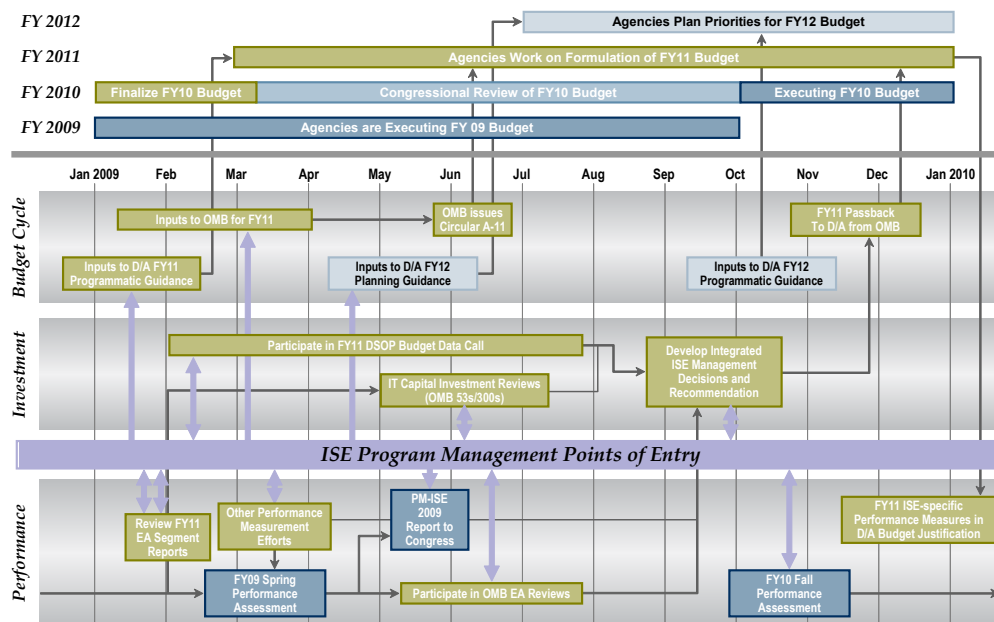 FY 2012
Agencies Plan Priorities for FY12 Budget
FY 2011
Agencies Work on Formulation of FY11 Budget
FY 2010
Finalize FY10 Budget
Congressional Review of FY10 Budget
Executing FY10 Budget
FY 2009
Agencies are Executing FY 09 Budget
Jan 2009 Feb Mar Apr May Jun Jul Aug Sep Oct Nov Dec Jan 2010
Budget Cycle
Inputs to OMB for FY11
OMB issues
Circular A-11
FY11 Passback
To D/A from OMB
Inputs to D/A FY11
Programmatic Guidance
Inputs to D/A FY12
Planning Guidance
Inputs to D/A FY12
Programmatic Guidance
Investment
Participate in FY11 DSOP Budget Data Call
IT Capital Investment Reviews
(OMB 53s/300s)
Develop Integrated
ISE Management
Decisions and
Recommendation
ISE Program Management Points of Entry
Performance
Review FY11
EA Segment
Reports
Other Performance
Measurement
Efforts
PM-ISE
2009
Report to
Congress
FY11 ISE-specific
Performance Measures in
D/A Budget Justification
FY09 Spring
Performance
Assessment
Participate in OMB EA Reviews
FY10 Fall
Performance
Assessment